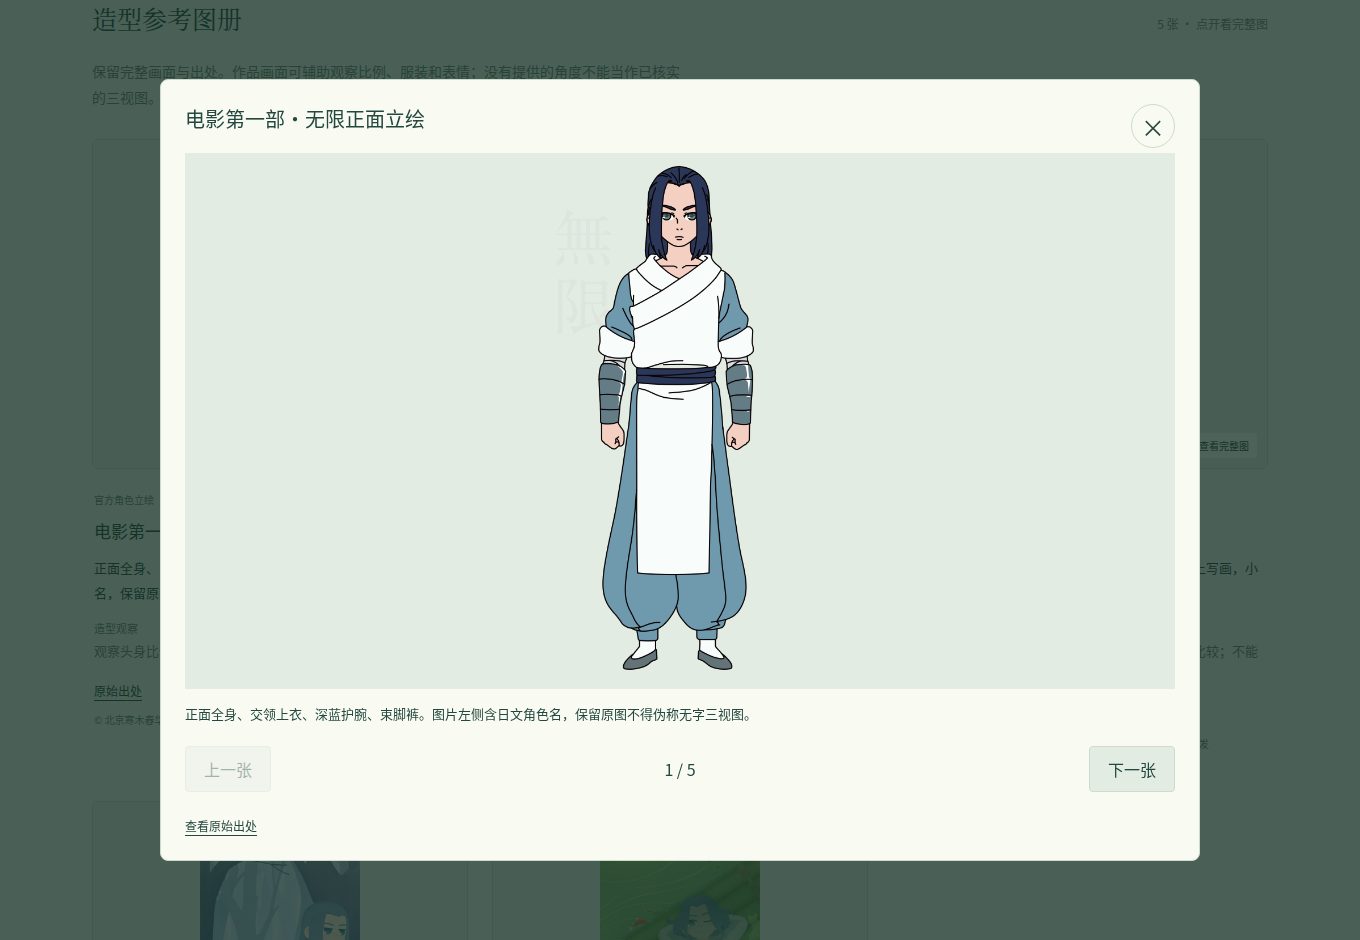 造型参考图册
5 张 · 点开看完整图
保留完整画面与出处。作品画面可辅助观察比例、服装和表情；没有提供的角度不能当作已核实
的三视图。
电影第一部·无限正面立绘
無
限
查看完整图
官方角色立绘
电影第一
正面全身、
上写画，小
名，保留原
造型观察
观察头身比
比较；不能
原始出处
© 北京寒木春华
正面全身、交领上衣、深蓝护腕、束脚裤。图片左侧含日文角色名，保留原图不得伪称无字三视图。
上一张
1 / 5
下一张
查看原始出处